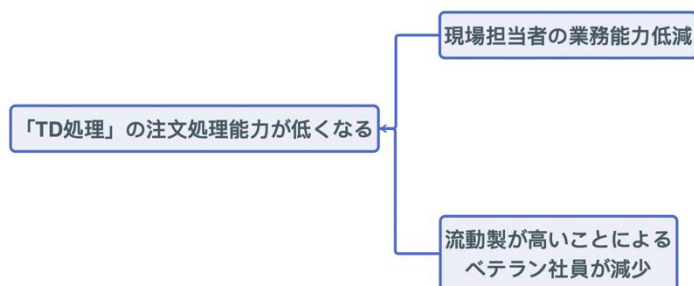 現場担当者の業務能力低減
「TD処理」の注文処理能力が低くなる
流動製が高いことによる
ベテラン社員が減少